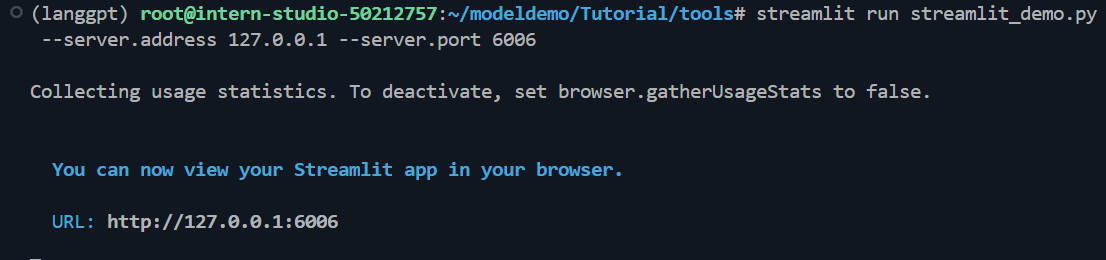 (langgpt) root@intern-studio-50212757:~/modeldemo/Tutorial/tools# streamlit run streamlit_demo.py
--server.address 127.0.0.1 --server.port 6006
Collecting usage statistics. To deactivate, set browser.gatherUsageStats to false.
You can now view your Streamlit app in your browser.
URL: http://127.0.0.1:6006